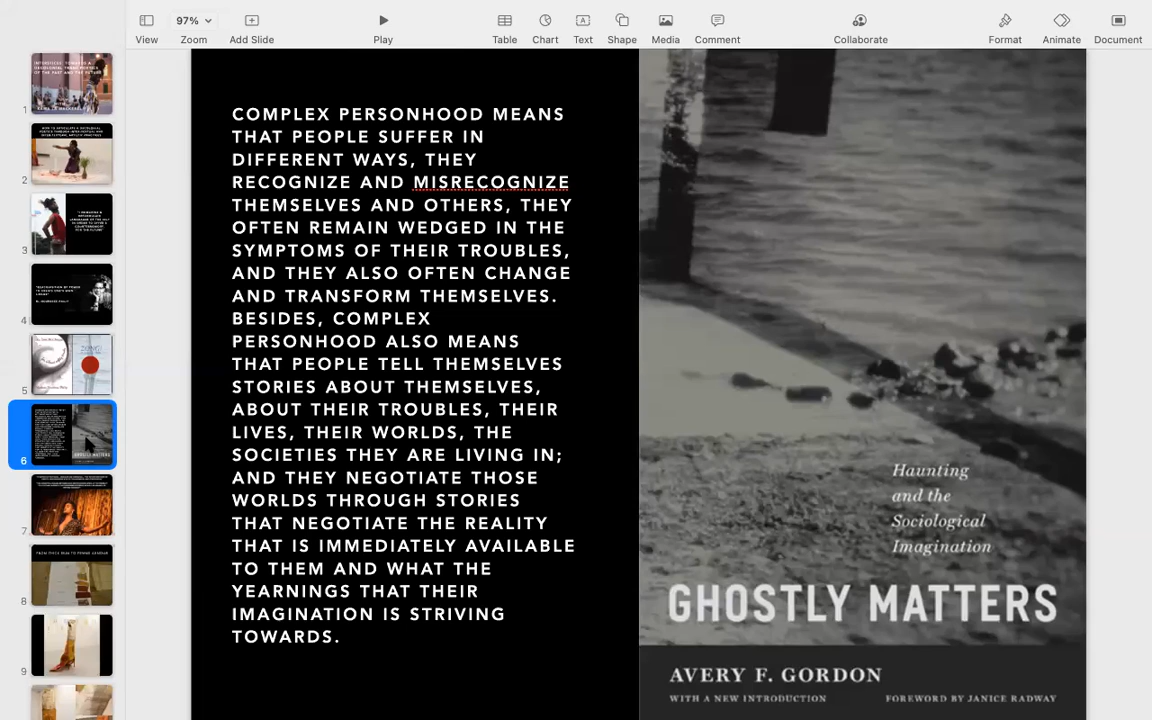 97%
View
Zoom
Add Slide
Play
Table
Chart
Text
Shape
Media
Comment
Collaborate
Format
Animate
Document
1
2
3
4
5
6
7
8
9
COMPLEX PERSONHOOD MEANS
THAT PEOPLE SUFFER IN
DIFFERENT WAYS, THEY
RECOGNIZE AND MISRECOGNIZE
THEMSELVES AND OTHERS, THEY
OFTEN REMAIN WEDGED IN THE
SYMPTOMS OF THEIR TROUBLES,
AND THEY ALSO OFTEN CHANGE
AND TRANSFORM THEMSELVES.
BESIDES, COMPLEX
PERSONHOOD ALSO MEANS
THAT PEOPLE TELL THEMSELVES
STORIES ABOUT THEMSELVES,
ABOUT THEIR TROUBLES, THEIR
LIVES, THEIR WORLDS, THE
SOCIETIES THEY ARE LIVING IN;
AND THEY NEGOTIATE THOSE
WORLDS THROUGH STORIES
THAT NEGOTIATE THE REALITY
THAT IS IMMEDIATELY AVAILABLE
TO THEM AND WHAT THE
YEARNINGS THAT THEIR
IMAGINATION IS STRIVING
TOWARDS.
Haunting
and the
Sociological
Imagination
GHOSTLY MATTERS
AVERY F. GORDON
WITH A NEW INTRODUCTION
FOREWORD BY JANICE RADWAY